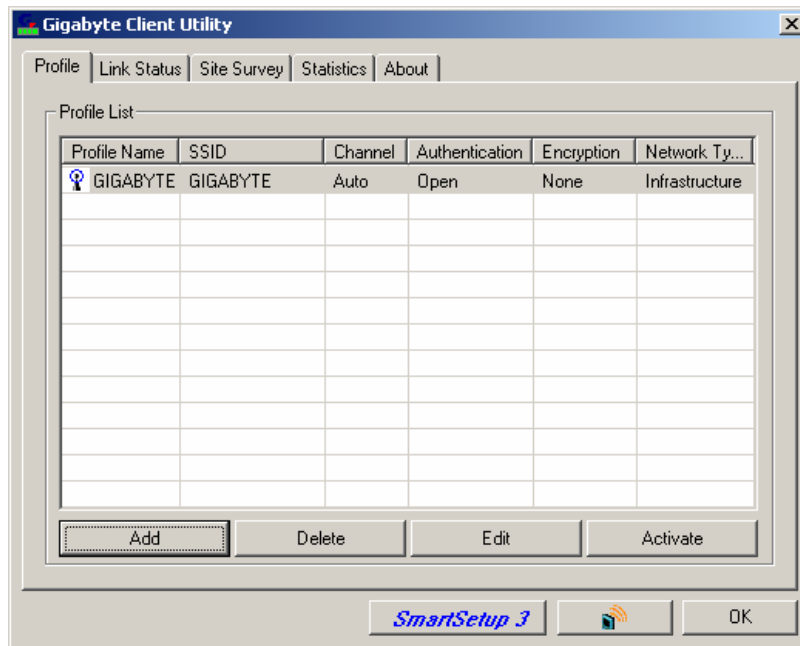 Gigabyte Client Utility
Profile Link Status Site Survey Statistics About
Profile List
Profile Name SSID Channel Authentication Encryption Network Ty...
GIGABYTE GIGABYTE Auto Open None Infrastructure
Add Delete Edit Activate
SmartSetup 3 OK